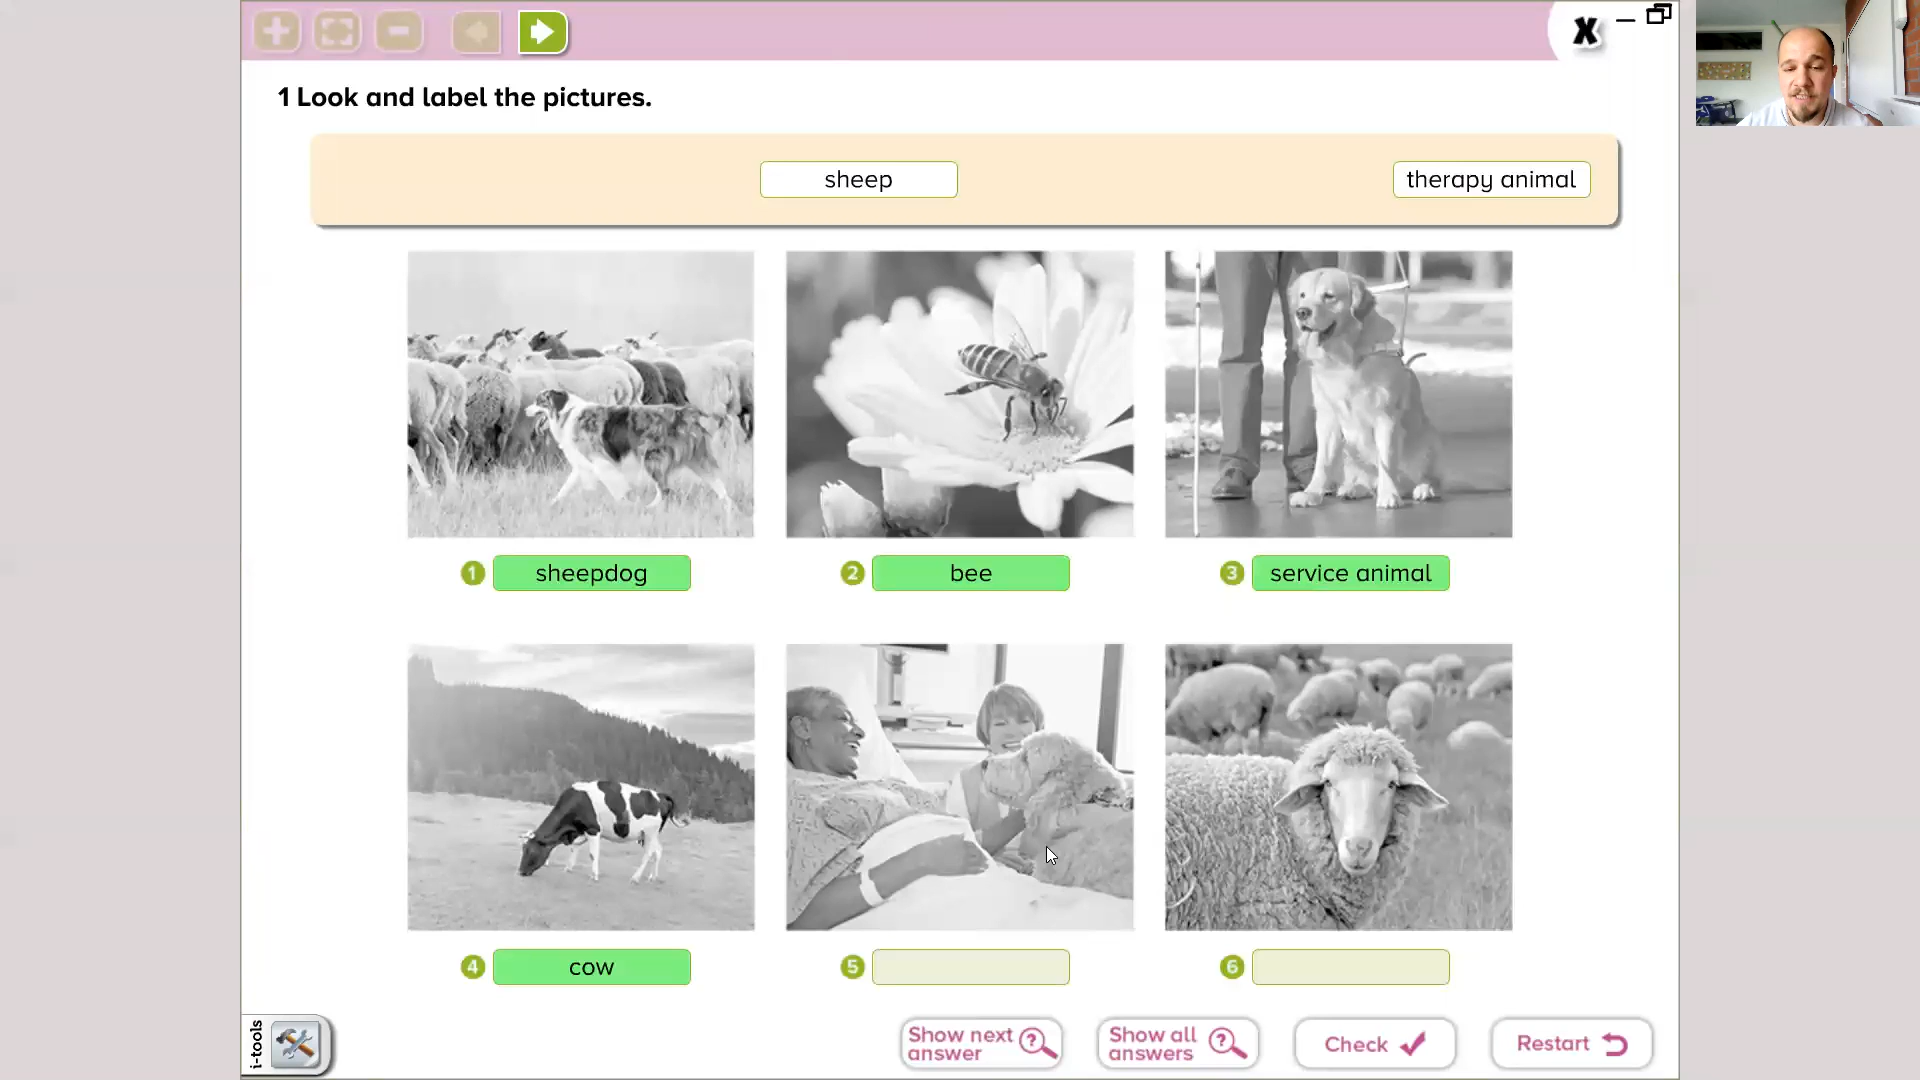 X
1 Look and label the pictures.
sheep
therapy animal
1 sheepdog
2 bee
3 service animal
4 cow
5
6
i-tools
Show next
answer
Show all
answers
Check
Restart